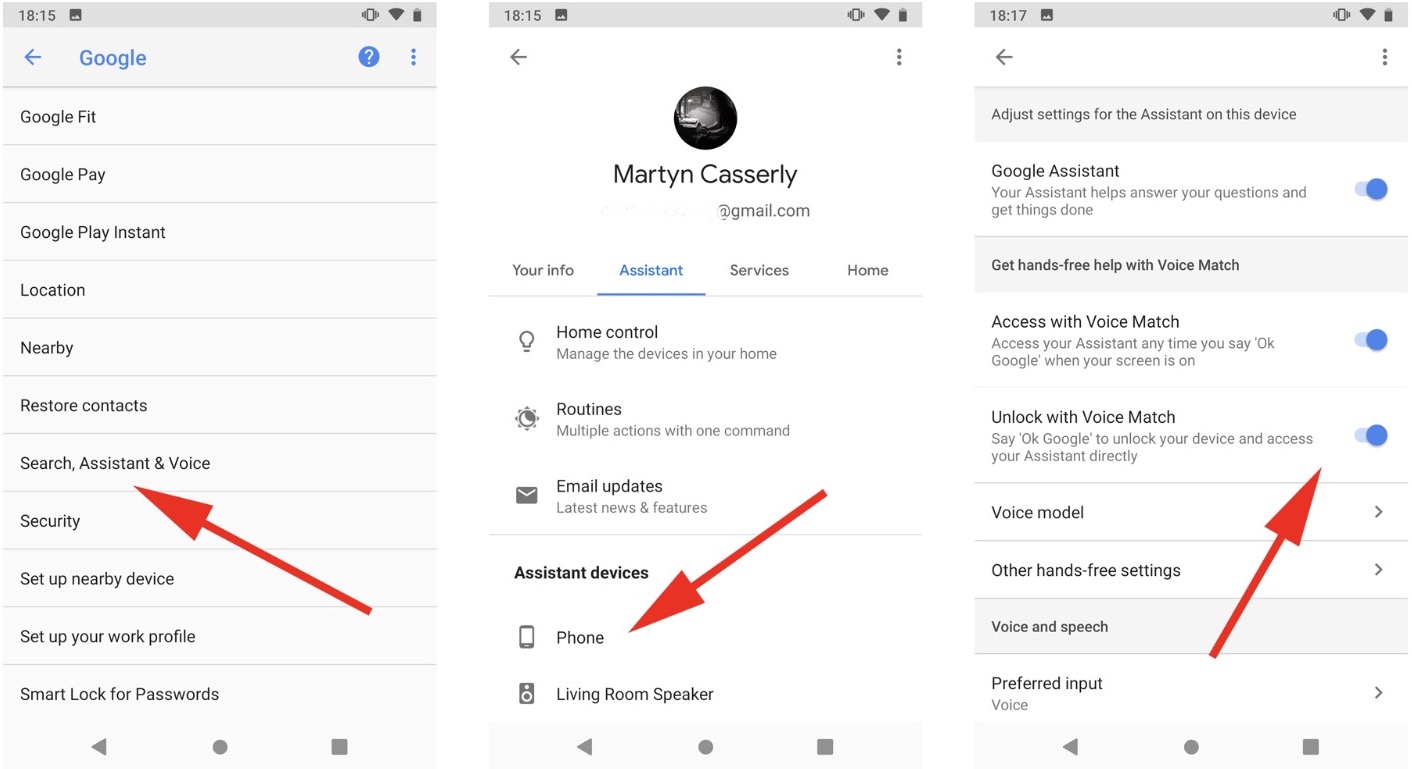 18:15
Google
Google Fit
Google Pay
Google Play Instant
Location
Nearby
Restore contacts
Search, Assistant & Voice
Security
Set up nearby device
Set up your work profile
Smart Lock for Passwords
18:15
Martyn Casserly
@gmail.com
Your info Assistant Services Home
Home control
Manage the devices in your home
Routines
Multiple actions with one command
Email updates
Latest news & features
Assistant devices
Phone
Living Room Speaker
18:17
Adjust settings for the Assistant on this device
Google Assistant
Your Assistant helps answer your questions and
get things done
Get hands-free help with Voice Match
Access with Voice Match
Access your Assistant any time you say 'Ok
Google' when your screen is on
Unlock with Voice Match
Say 'Ok Google' to unlock your device and access
your Assistant directly
Voice model
Other hands-free settings
Voice and speech
Preferred input
Voice